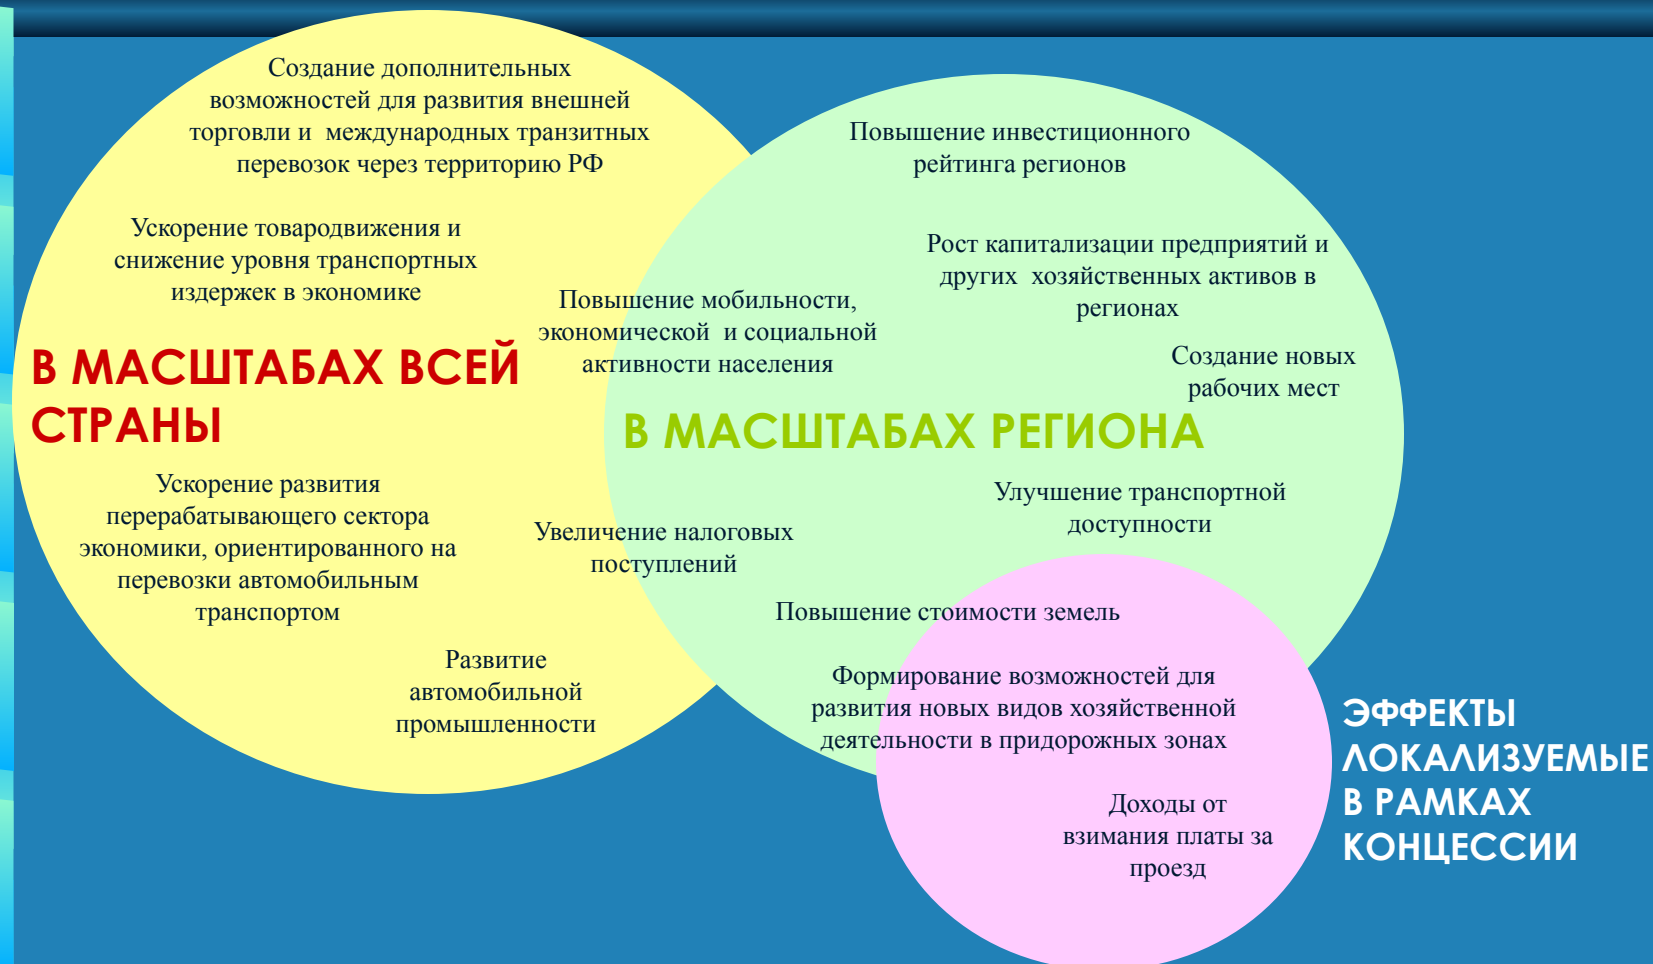 Создание дополнительных
возможностей для развития внешней
торговли и международных транзитных
перевозок через территорию РФ
Ускорение товародвижения и
снижение уровня транспортных
издержек в экономике
В МАСШТАБАХ ВСЕЙ
СТРАНЫ
Ускорение развития
перерабатывающего сектора
экономики, ориентированного на
перевозки автомобильным
транспортом
Развитие
автомобильной
промышленности
Повышение мобильности,
экономической и социальной
активности населения
Увеличение налоговых
поступлений
Повышение инвестиционного
рейтинга регионов
Рост капитализации предприятий и
других хозяйственных активов в
регионах
Создание новых
рабочих мест
В МАСШТАБАХ РЕГИОНА
Улучшение транспортной
доступности
Повышение стоимости земель
Формирование возможностей для
развития новых видов хозяйственной
деятельности в придорожных зонах
Доходы от
взимания платы за
проезд
ЭФФЕКТЫ
ЛОКАЛИЗУЕМЫЕ
В РАМКАХ
КОНЦЕССИИ